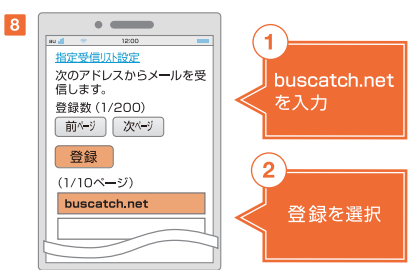 8
au 12:00
指定受信ﾘｽﾄ設定
次のアドレスからメールを受
信します。
登録数(1/200)
前ﾍﾟｰｼﾞ 次ﾍﾟｰｼﾞ
登録
(1/10ページ)
buscatch.net
1
buscatch.net
を入力
2
登録を選択